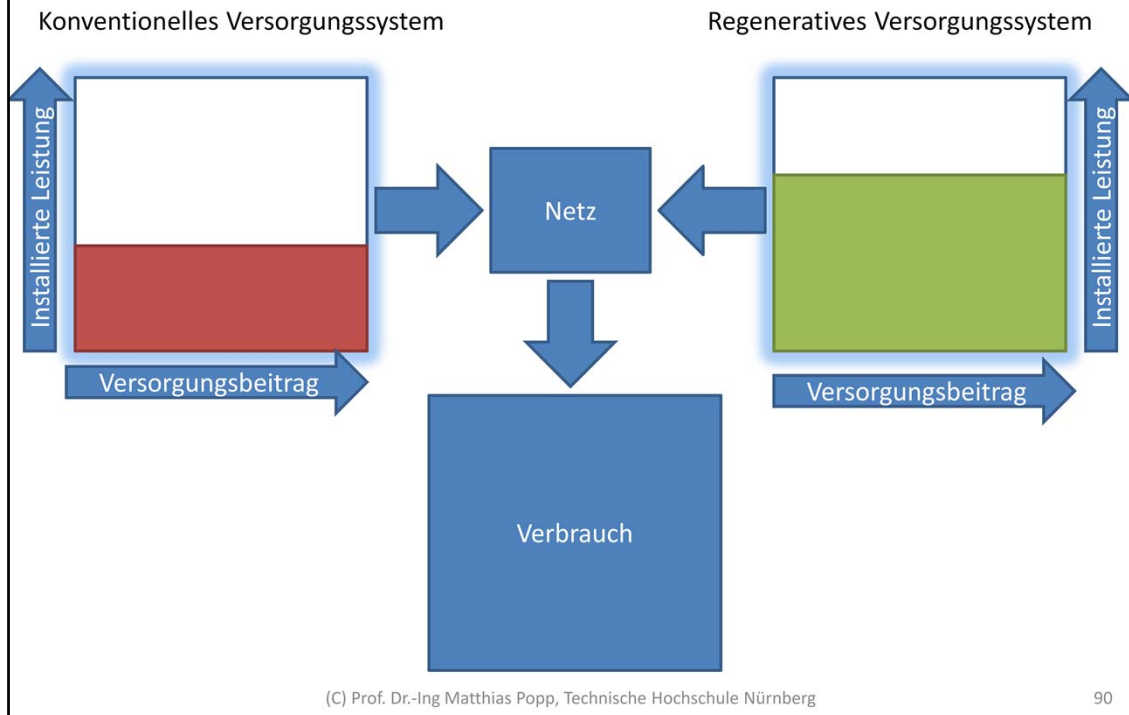 Konventionelles Versorgungssystem
Regeneratives Versorgungssystem
Installierte Leistung
Netz
Installierte Leistung
Versorgungsbeitrag
Versorgungsbeitrag
Verbrauch
(C) Prof. Dr.-Ing Matthias Popp, Technische Hochschule Nürnberg
90